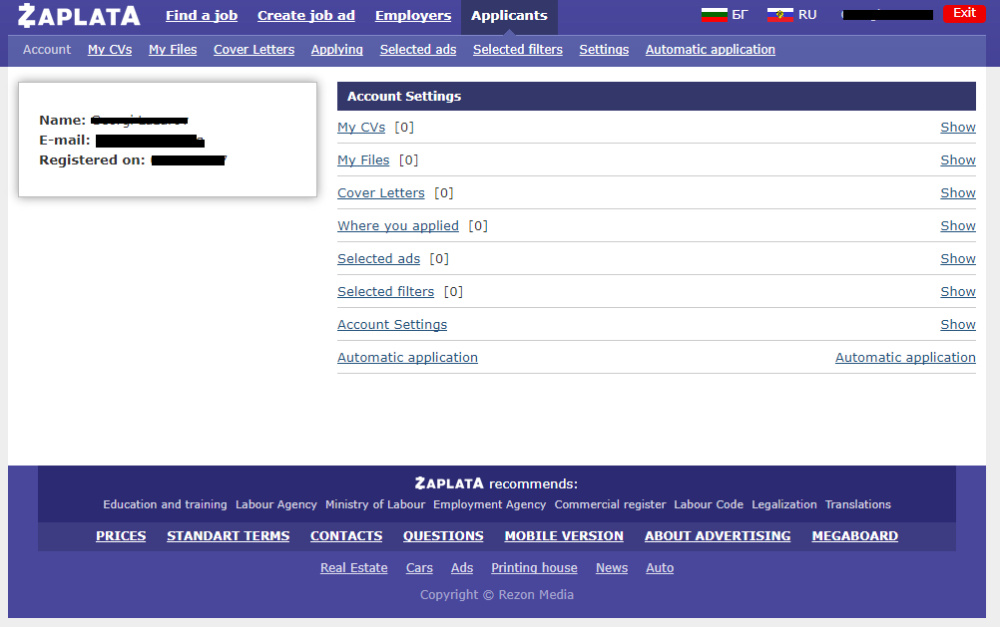 ZAPLATA Find a job Create job ad Employers Applicants БГ RU Exit
Account My CVs My Files Cover Letters Applying Selected ads Selected filters Settings Automatic application
Name:
E-mail:
Registered on:
Account Settings
My CVs [0] Show
My Files [0] Show
Cover Letters [0] Show
Where you applied [0] Show
Selected ads [0] Show
Selected filters [0] Show
Account Settings Show
Automatic application Automatic application
ZAPLATA recommends:
Education and training Labour Agency Ministry of Labour Employment Agency Commercial register Labour Code Legalization Translations
PRICES STANDART TERMS CONTACTS QUESTIONS MOBILE VERSION ABOUT ADVERTISING MEGABOARD
Real Estate Cars Ads Printing house News Auto
Copyright © Rezon Media